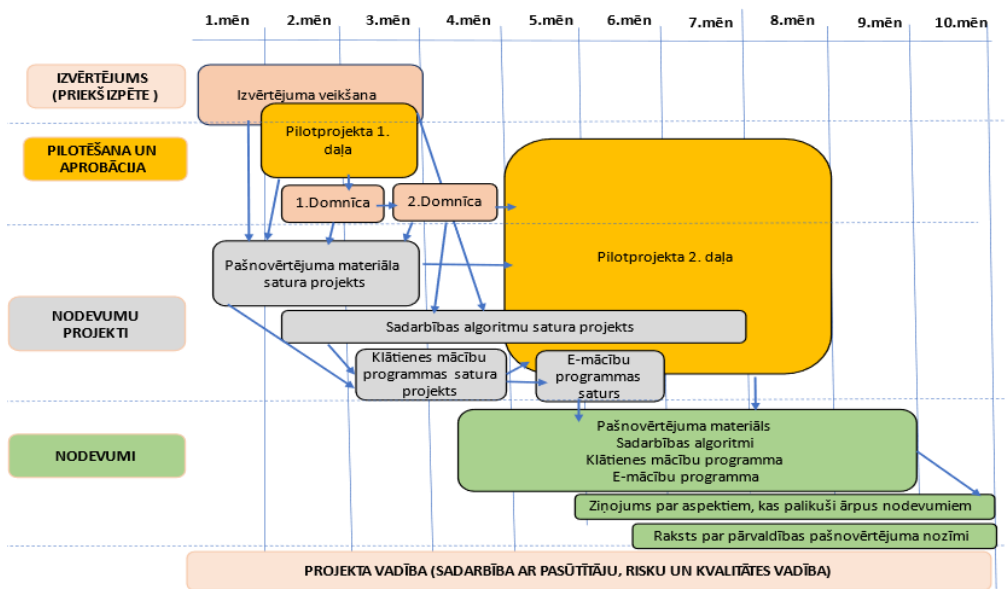 1.mēn 2.mēn 3.mēn 4.mēn 5.mēn 6.mēn 7.mēn 8.mēn 9.mēn 10.mēn
IZVĒRTĒJUMS
(PRIEKŠIZPĒTE )
Izvērtējuma veikšana
PILOTĒŠANA UN
APROBĀCIJA
Pilotprojekta 1.
daļa
1.Domnīca
2.Domnīca
Pilotprojekta 2. daļa
NODEVUMU
PROJEKTI
Pašnovērtējuma materiāla
satura projekts
Sadarbības algoritmu satura projekts
Klātienes mācību
programmas satura
projekts
E-mācību
programmas
saturs
NODEVUMI
Pašnovērtējuma materiāls
Sadarbības algoritmi
Klātienes mācību programma
E-mācību programma
Ziņojums par aspektiem, kas palikuši ārpus nodevumiem
Raksts par pārvaldības pašnovērtējuma nozīmi
PROJEKTA VADĪBA (SADARBĪBA AR PASŪTĪTĀJU, RISKU UN KVALITĀTES VADĪBA)